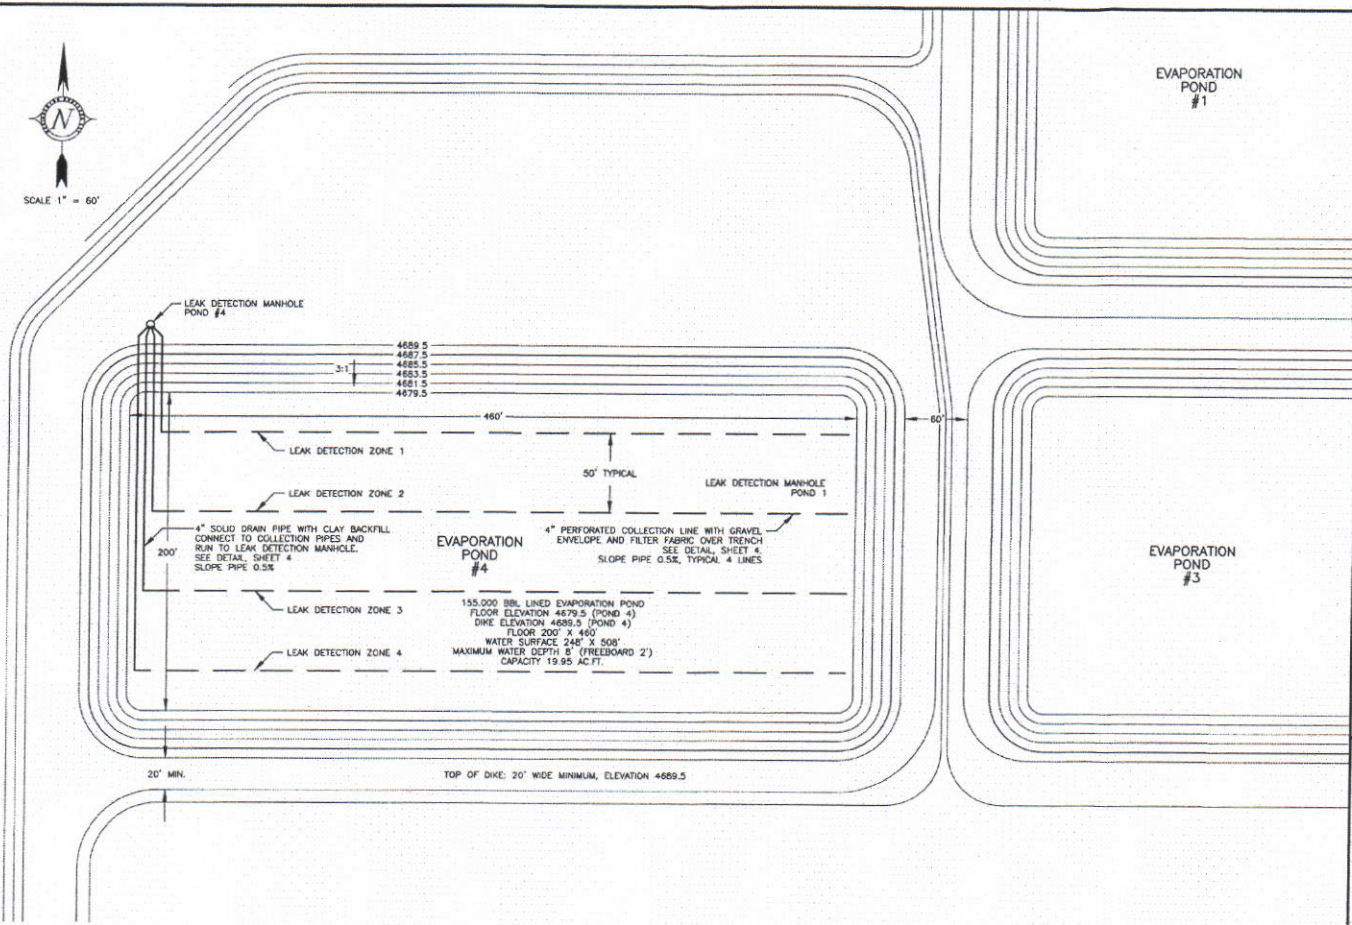 EVAPORATION
POND
#1
N
SCALE 1" = 60'
LEAK DETECTION MANHOLE
POND #4
4689.5
4687.5
4685.5
4683.5
4681.5
4679.5
3:1
460'
60'
LEAK DETECTION ZONE 1
50' TYPICAL
LEAK DETECTION MANHOLE
POND 1
LEAK DETECTION ZONE 2
4" SOLID DRAIN PIPE WITH CLAY BACKFILL
CONNECT TO COLLECTION PIPES AND
RUN TO LEAK DETECTION MANHOLE.
SEE DETAIL, SHEET 4
SLOPE PIPE 0.5%
200'
EVAPORATION
POND
#4
4" PERFORATED COLLECTION LINE WITH GRAVEL
ENVELOPE AND FILTER FABRIC OVER TRENCH
SEE DETAIL, SHEET 4.
SLOPE PIPE 0.5%, TYPICAL 4 LINES
EVAPORATION
POND
#3
LEAK DETECTION ZONE 3
155.000 BBL LINED EVAPORATION POND
FLOOR ELEVATION 4679.5 (POND 4)
DIKE ELEVATION 4689.5 (POND 4)
FLOOR 200' X 460'
WATER SURFACE 248' X 508'
MAXIMUM WATER DEPTH 8' (FREEBOARD 2')
CAPACITY 19.95 AC.FT.
LEAK DETECTION ZONE 4
20' MIN.
TOP OF DIKE: 20' WIDE MINIMUM, ELEVATION 4689.5